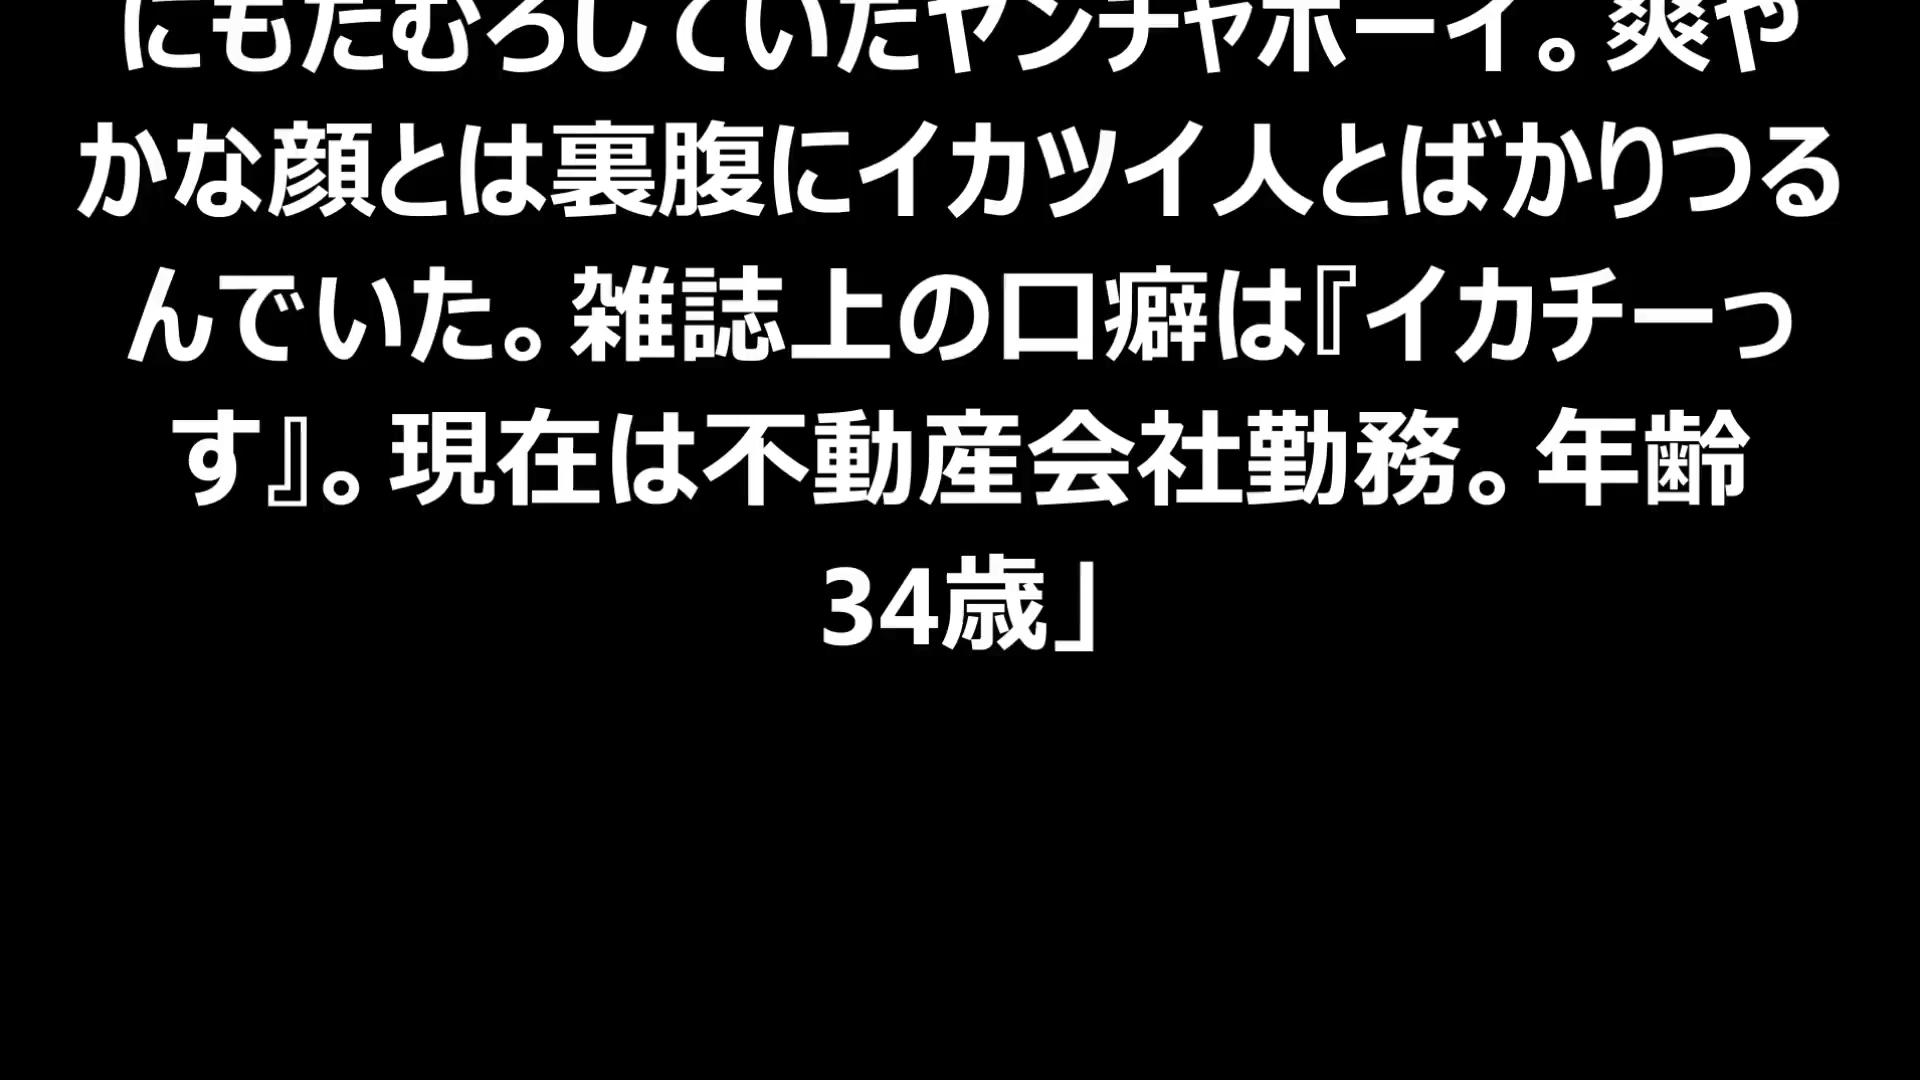 にもたむろしていたヤンチャボーイ。爽や
かな顔とは裏腹にイカツイ人とばかりつる
んでいた。雑誌上の口癖は『イカチーっ
す』。現在は不動産会社勤務。年齢
34歳」